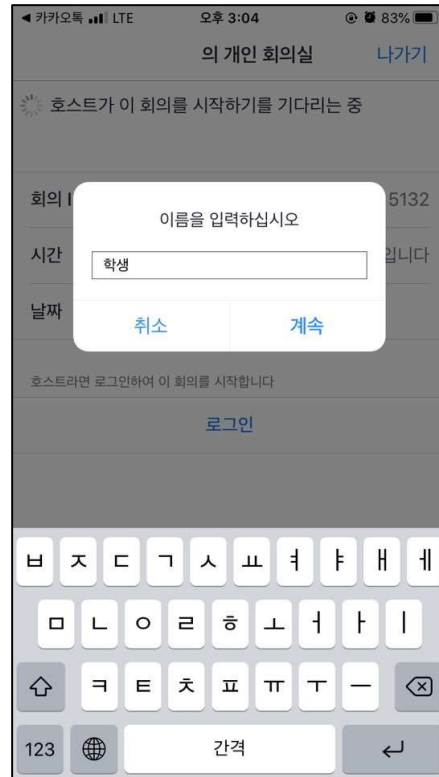 ◀ 카카오톡 LTE 오후 3:04 83%
의 개인 회의실 나가기
호스트가 이 회의를 시작하기를 기다리는 중
회의 I 5132
이름을 입력하십시오
시간 입니다
학생
날짜
취소 계속
호스트라면 로그인하여 이 회의를 시작합니다
로그인
ㅂ ㅈ ㄷ ㄱ ㅅ ㅛ ㅕ ㅑ ㅐ ㅔ
ㅁ ㄴ ㅇ ㄹ ㅎ ㅗ ㅓ ㅏ ㅣ
ㅋ ㅌ ㅊ ㅍ ㅠ ㅜ ㅡ
123 간격